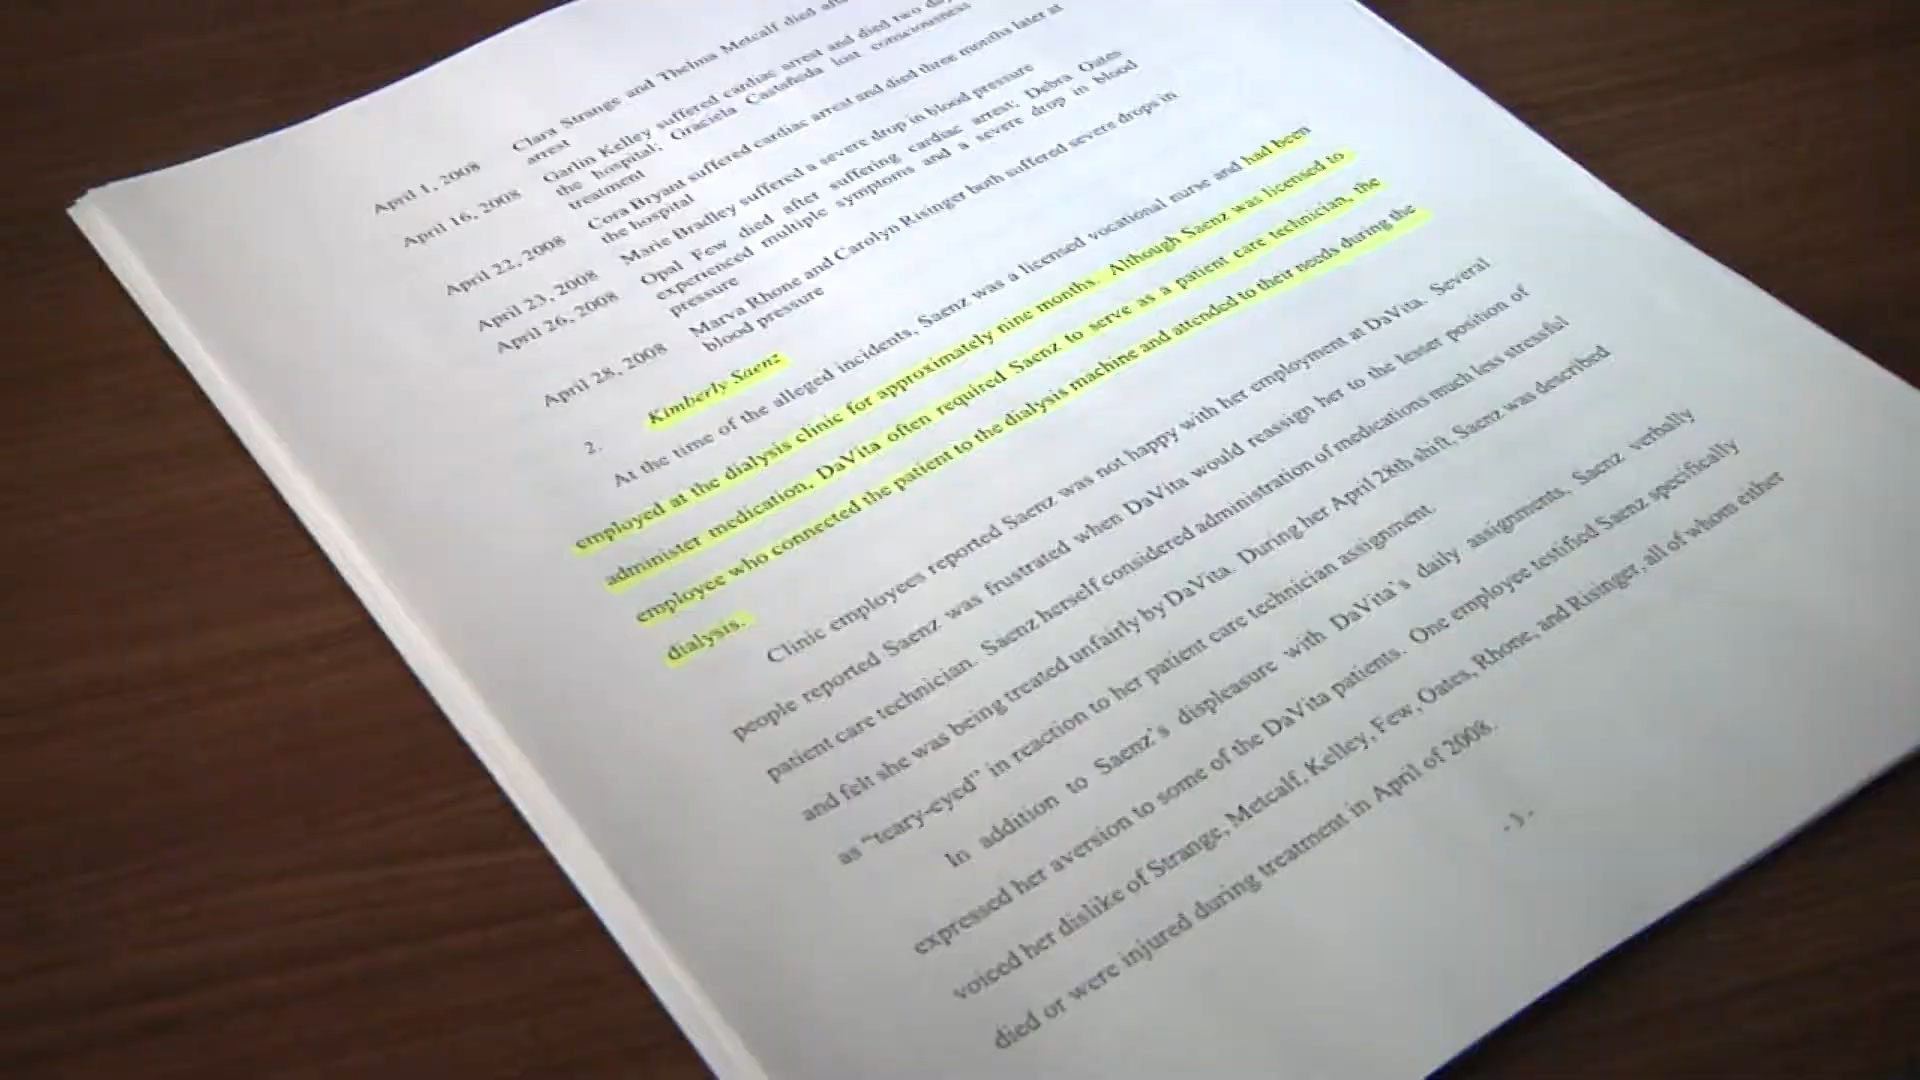 Clara Strange and Thelma Metcalf died
April 1, 2008 arrest
Garlin Kelley suffered cardiac arrest and died two
April 16, 2008 the hospital; Graciela Castañeda lost consciousness
treatment
Cora Bryant suffered cardiac arrest and died three months later at
April 22, 2008 the hospital
April 23, 2008 Marie Bradley suffered a severe drop in blood pressure
April 26, 2008 Opal Few died after suffering cardiac arrest; Debra Oates
experienced multiple symptoms and a severe drop in blood
pressure
April 28, 2008 Marva Rhone and Carolyn Risinger both suffered severe drops in
blood pressure
2. Kimberly Saenz
At the time of the alleged incidents, Saenz was a licensed vocational nurse and had been
employed at the dialysis clinic for approximately nine months. Although Saenz was licensed to
administer medication, DaVita often required Saenz to serve as a patient care technician, the
employee who connected the patient to the dialysis machine and attended to their needs during the
dialysis.
Clinic employees reported Saenz was not happy with her employment at DaVita. Several
people reported Saenz was frustrated when DaVita would reassign her to the lesser position of
patient care technician. Saenz herself considered administration of medications much less stressful
and felt she was being treated unfairly by DaVita. During her April 28th shift, Saenz was described
as "teary-eyed" in reaction to her patient care technician assignment.
In addition to Saenz's displeasure with DaVita's daily assignments, Saenz verbally
expressed her aversion to some of the DaVita patients. One employee testified Saenz specifically
voiced her dislike of Strange, Metcalf, Kelley, Few, Oates, Rhone, and Risinger, all of whom either
died or were injured during treatment in April of 2008.
-3-